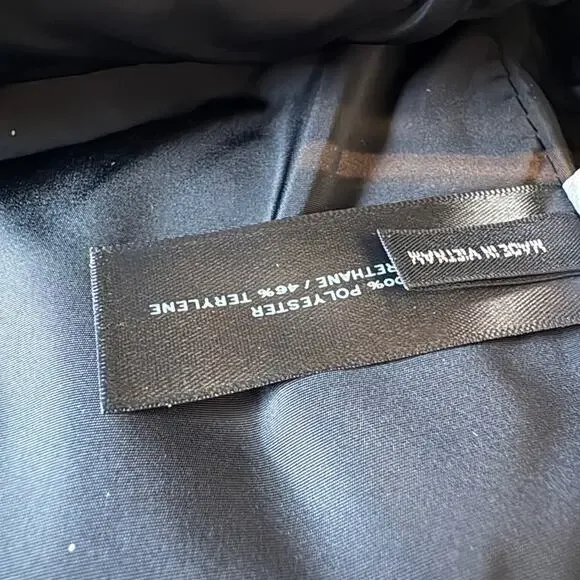 00% POLYESTER
RETHANE / 46% TERYLENE
MADE IN VIETNAM